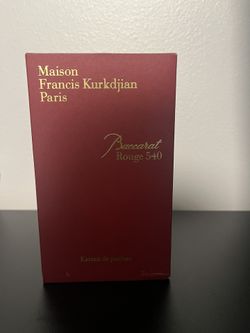 Maison
Francis Kurkdjian
Paris
Baccarat
Rouge 540
Extrait de parfum